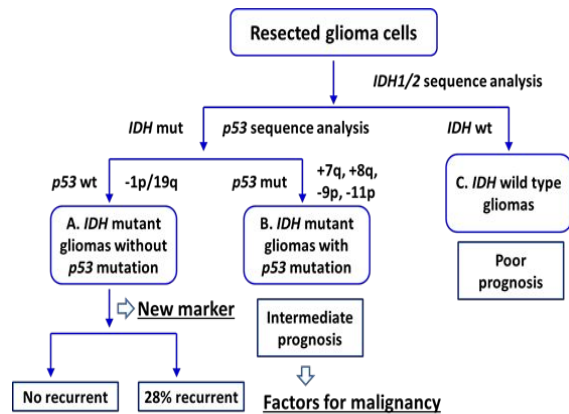 Resected glioma cells
IDH1/2 sequence analysis
IDH mut
p53 sequence analysis
IDH wt
p53 wt
-1p/19q
p53 mut
+7q, +8q,
-9p, -11p
A. IDH mutant
gliomas without
p53 mutation
B. IDH mutant
gliomas with
p53 mutation
C. IDH wild type
gliomas
Poor
prognosis
New marker
Intermediate
prognosis
No recurrent
28% recurrent
Factors for malignancy